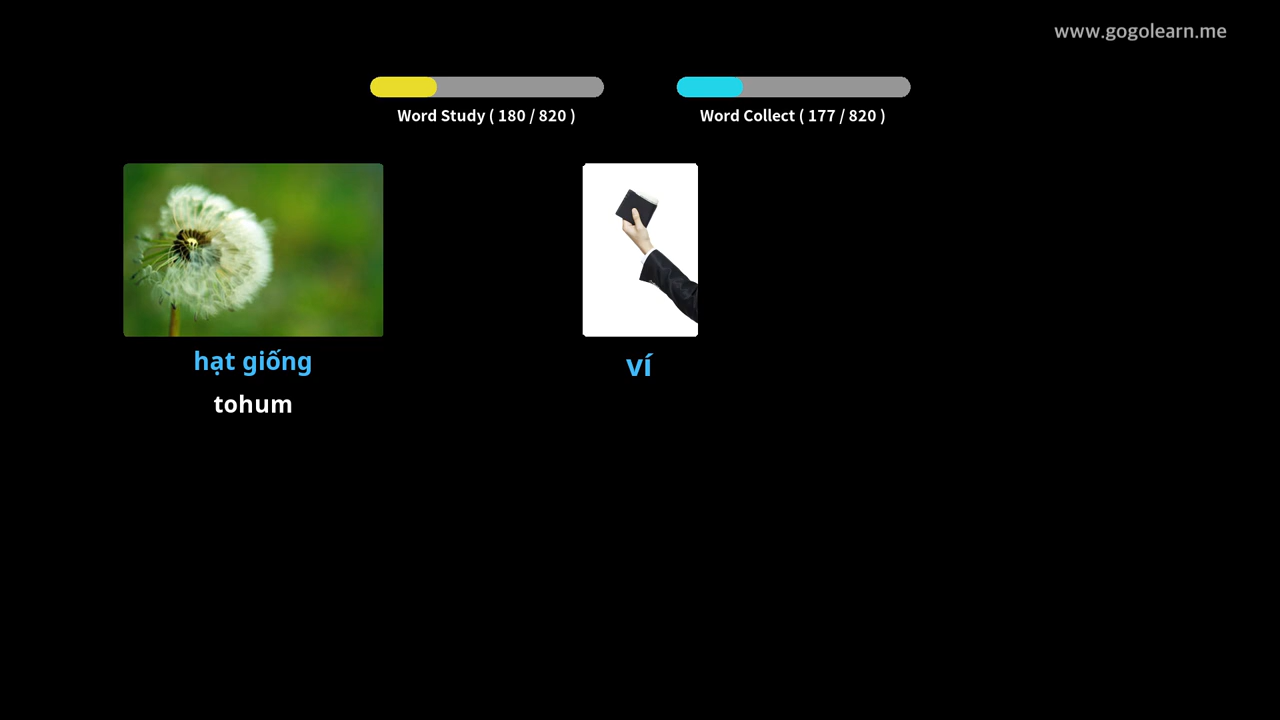 www.gogolearn.me
Word Study ( 180 / 820 )
Word Collect ( 177 / 820 )
hạt giống
tohum
ví